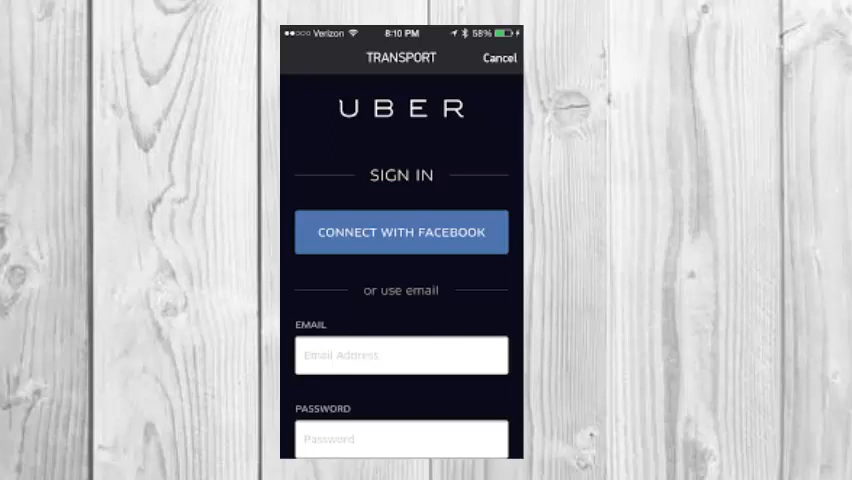 Verizon 8:10 PM 58%
TRANSPORT Cancel
UBER
SIGN IN
CONNECT WITH FACEBOOK
or use email
EMAIL
Email Address
PASSWORD
Password